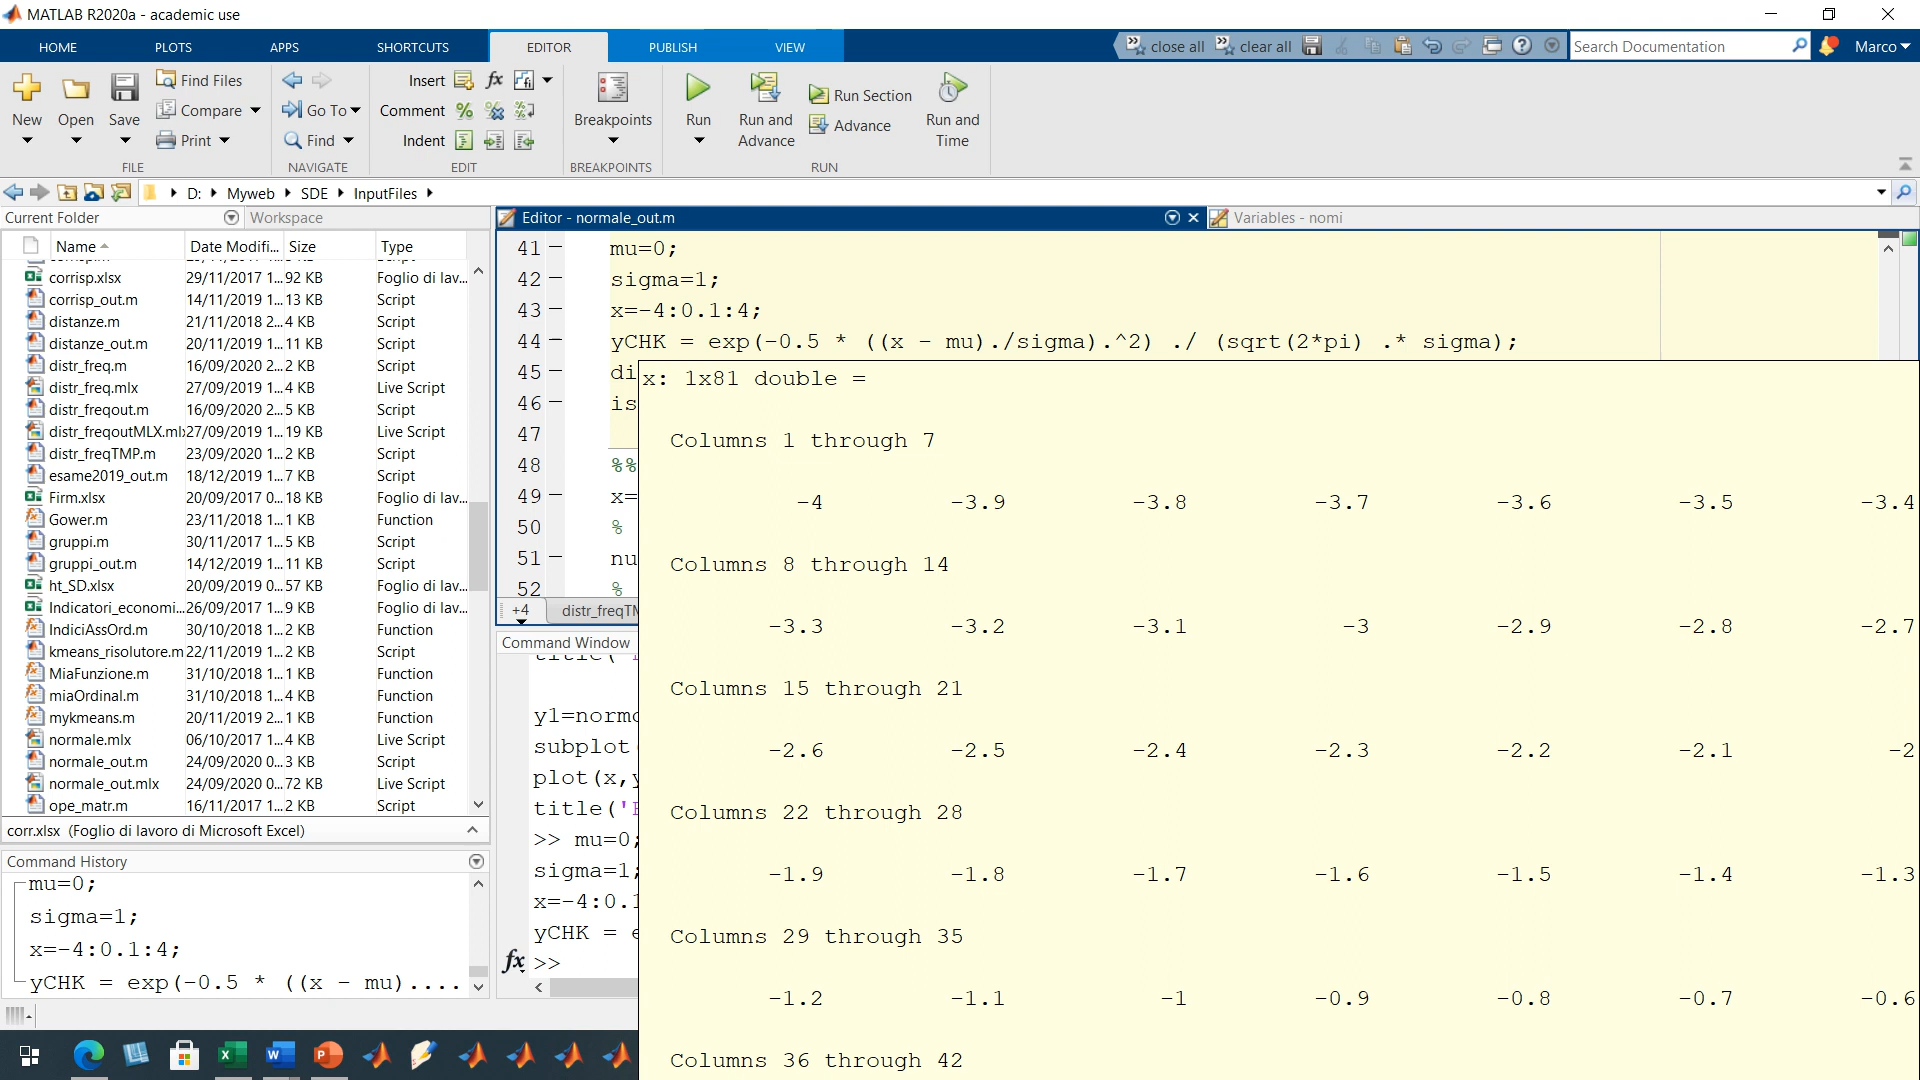 MATLAB R2020a - academic use
HOME PLOTS APPS SHORTCUTS EDITOR PUBLISH VIEW
close all clear all Search Documentation Marco
New Open Save Find Files Compare Print
FILE
Go To Find
NAVIGATE
Insert fx
Comment
Indent
EDIT
Breakpoints
BREAKPOINTS
Run Run and Advance Run Section Advance Run and Time
RUN
D: Myweb SDE InputFiles
Current Folder Workspace
Name Date Modifi... Size Type
corrisp.xlsx 29/11/2017 1... 92 KB Foglio di lav...
corrisp_out.m 14/11/2019 1... 13 KB Script
distanze.m 21/11/2018 2... 4 KB Script
distanze_out.m 20/11/2019 1... 11 KB Script
distr_freq.m 16/09/2020 2... 2 KB Script
distr_freq.mlx 27/09/2019 1... 4 KB Live Script
distr_freqout.m 16/09/2020 2... 5 KB Script
distr_freqoutMLX.ml 27/09/2019 1... 19 KB Live Script
distr_freqTMP.m 23/09/2020 1... 2 KB Script
esame2019_out.m 18/12/2019 1... 7 KB Script
Firm.xlsx 20/09/2017 0... 18 KB Foglio di lav...
Gower.m 23/11/2018 1... 1 KB Function
gruppi.m 30/11/2017 1... 5 KB Script
gruppi_out.m 14/12/2019 1... 11 KB Script
ht_SD.xlsx 20/09/2019 0... 57 KB Foglio di lav...
Indicatori_economi... 26/09/2017 1... 9 KB Foglio di lav...
IndiciAssOrd.m 30/10/2018 1... 2 KB Function
kmeans_risolutore.m 22/11/2019 1... 2 KB Script
MiaFunzione.m 31/10/2018 1... 1 KB Function
miaOrdinal.m 31/10/2018 1... 4 KB Function
mykmeans.m 20/11/2019 2... 1 KB Function
normale.mlx 06/10/2017 1... 4 KB Live Script
normale_out.m 24/09/2020 0... 3 KB Script
normale_out.mlx 24/09/2020 0... 72 KB Live Script
ope_matr.m 16/11/2017 1... 2 KB Script
corr.xlsx (Foglio di lavoro di Microsoft Excel)
Command History
mu=0;
sigma=1;
x=-4:0.1:4;
yCHK = exp(-0.5 * ((x - mu)....
Editor - normale_out.m
Variables - nomi
41 - mu=0;
42 - sigma=1;
43 - x=-4:0.1:4;
44 - yCHK = exp(-0.5 * ((x - mu)./sigma).^2) ./ (sqrt(2*pi) .* sigma);
45 - di
46 - is
47
48 %%
49 - x=
50 %
51 - nu
52 %
+4 distr_freqTM
Command Window
y1=normo
subplot(
plot(x,y
title('
>> mu=0;
sigma=1;
x=-4:0.1
yCHK = e
fx >>
x: 1x81 double =
Columns 1 through 7
-4 -3.9 -3.8 -3.7 -3.6 -3.5 -3.4
Columns 8 through 14
-3.3 -3.2 -3.1 -3 -2.9 -2.8 -2.7
Columns 15 through 21
-2.6 -2.5 -2.4 -2.3 -2.2 -2.1 -2
Columns 22 through 28
-1.9 -1.8 -1.7 -1.6 -1.5 -1.4 -1.3
Columns 29 through 35
-1.2 -1.1 -1 -0.9 -0.8 -0.7 -0.6
Columns 36 through 42